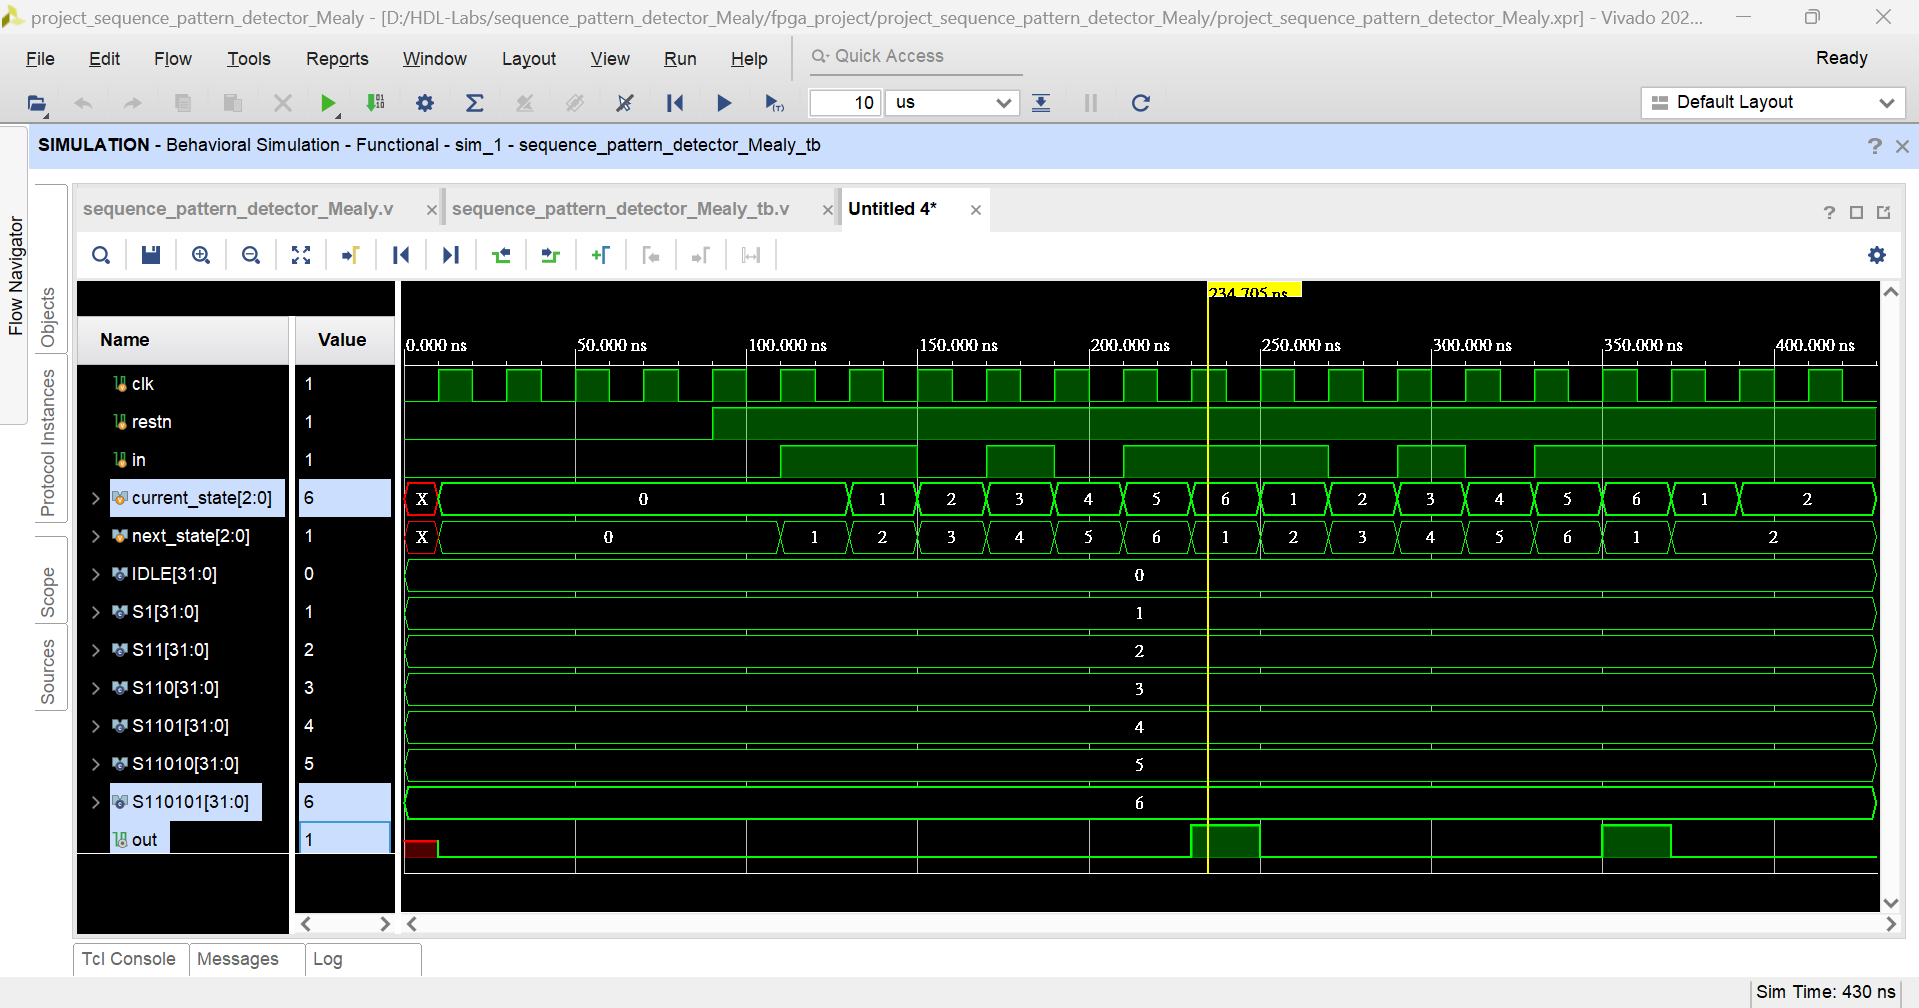 project_sequence_pattern_detector_Mealy - [D:/HDL-Labs/sequence_pattern_detector_Mealy/fpga_project/project_sequence_pattern_detector_Mealy/project_sequence_pattern_detector_Mealy.xpr] - Vivado 202...
File Edit Flow Tools Reports Window Layout View Run Help Quick Access Ready
10 us Default Layout
SIMULATION - Behavioral Simulation - Functional - sim_1 - sequence_pattern_detector_Mealy_tb
Flow Navigator
Objects
Protocol Instances
Scope
Sources
sequence_pattern_detector_Mealy.v sequence_pattern_detector_Mealy_tb.v Untitled 4*
234.705 ns
Name Value 0.000 ns 50.000 ns 100.000 ns 150.000 ns 200.000 ns 250.000 ns 300.000 ns 350.000 ns 400.000 ns
clk 1
restn 1
in 1
current_state[2:0] 6 X 0 1 2 3 4 5 6 1 2 3 4 5 6 1 2
next_state[2:0] 1 X 0 1 2 3 4 5 6 1 2 3 4 5 6 1 2
IDLE[31:0] 0 0
S1[31:0] 1 1
S11[31:0] 2 2
S110[31:0] 3 3
S1101[31:0] 4 4
S11010[31:0] 5 5
S110101[31:0] 6 6
out 1
Tcl Console Messages Log
Sim Time: 430 ns